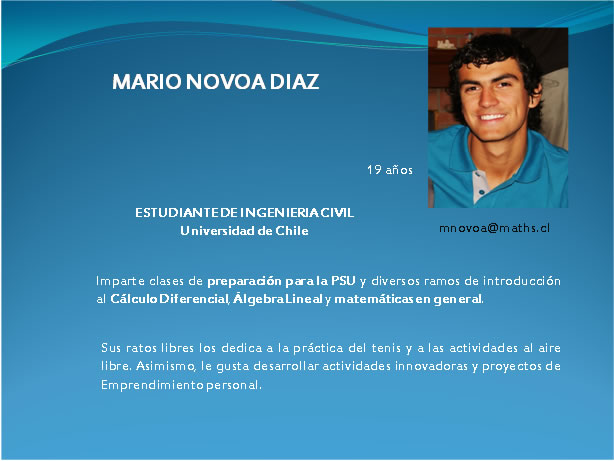 MARIO NOVOA DIAZ
19 años
ESTUDIANTE DE INGENIERIA CIVIL
Universidad de Chile
mnovoa@maths.cl
Imparte clases de preparación para la PSU y diversos ramos de introducción
al Cálculo Diferencial, Álgebra Lineal y matemáticas en general.
Sus ratos libres los dedica a la práctica del tenis y a las actividades al aire
libre. Asimismo, le gusta desarrollar actividades innovadoras y proyectos de
Emprendimiento personal.